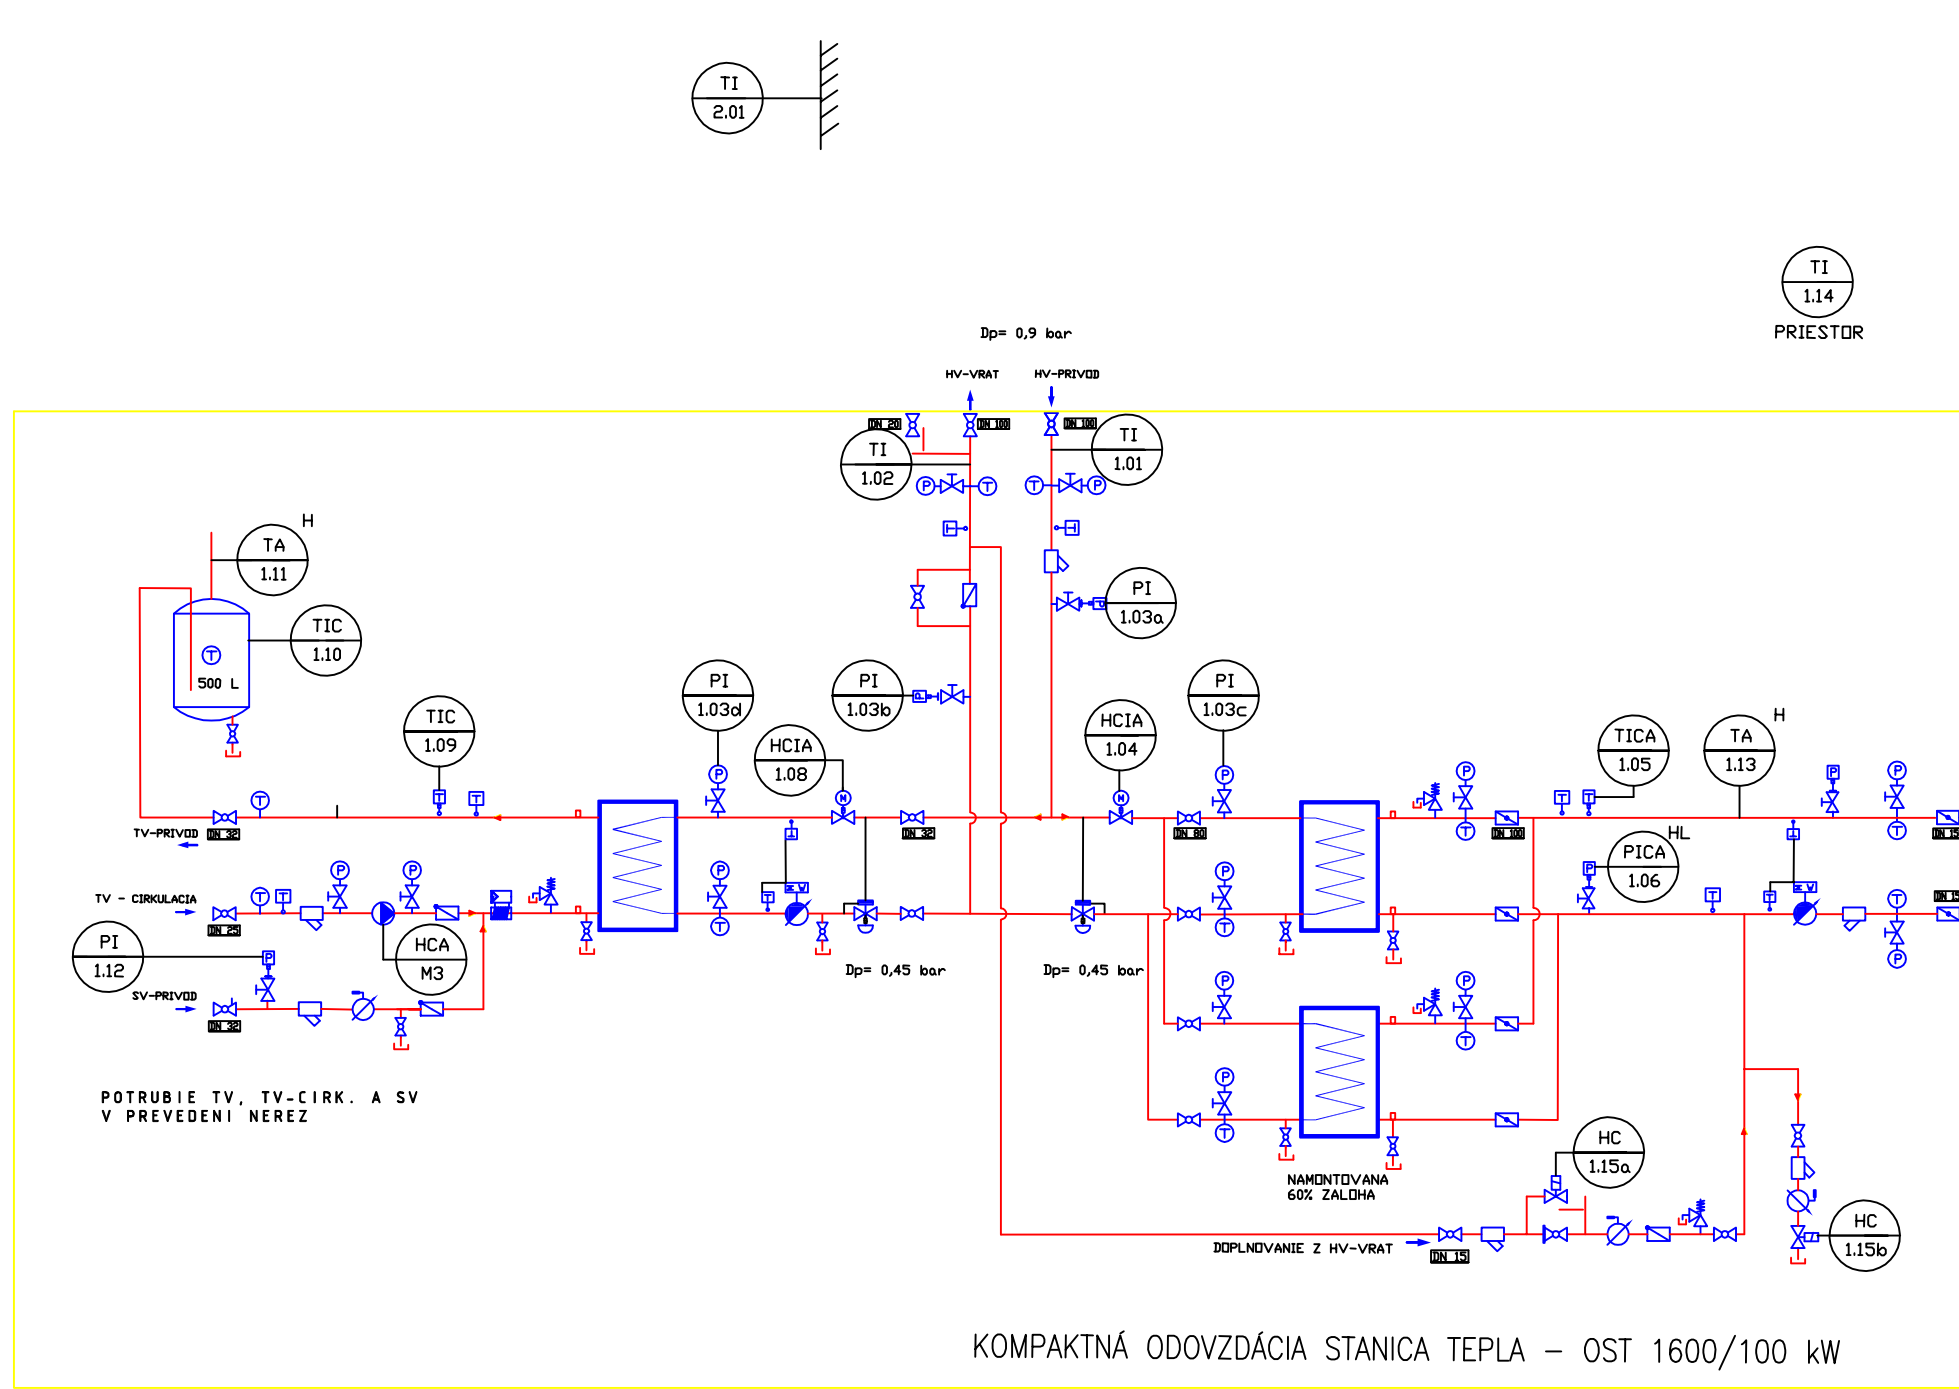 TI
2.01
TI
1.14
PRIESTOR
Dp= 0,9 bar
HV-VRAT
HV-PRIVOD
DN 20
DN 100
DN 100
TI
1.02
TI
1.01
P
T
T
P
H
TA
1.11
TIC
1.10
T
500 L
PI
1.03a
P
TIC
1.09
PI
1.03d
PI
1.03b
P
HCIA
1.08
HCIA
1.04
PI
1.03c
TICA
1.05
H
TA
1.13
P
P
P
P
P
T
T
T
M
M
T
T
T
T
TV-PRIVOD
DN 32
DN 32
DN 80
DN 100
DN 15
HL
PICA
1.06
P
P
P
P
P
T
T
T
T
T
T
TV - CIRKULACIA
DN 25
DN 15
T
T
T
P
HCA
M3
PI
1.12
P
Dp= 0,45 bar
Dp= 0,45 bar
SV-PRIVOD
DN 32
P
P
T
POTRUBIE TV, TV-CIRK. A SV
V PREVEDENI NEREZ
P
T
HC
1.15a
NAMONTOVANA
60% ZALOHA
HC
1.15b
DOPLNOVANIE Z HV-VRAT
DN 15
KOMPAKTNÁ ODOVZDÁCIA STANICA TEPLA – OST 1600/100 kW